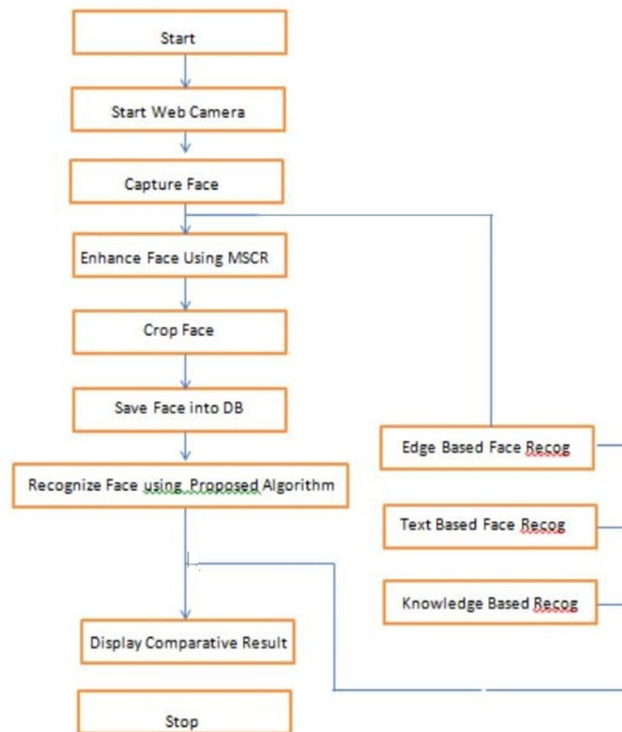 Start
Start Web Camera
Capture Face
Enhance Face Using MSCR
Crop Face
Save Face into DB
Recognize Face using Proposed Algorithm
Display Comparative Result
Stop
Edge Based Face Recog
Text Based Face Recog
Knowledge Based Recog